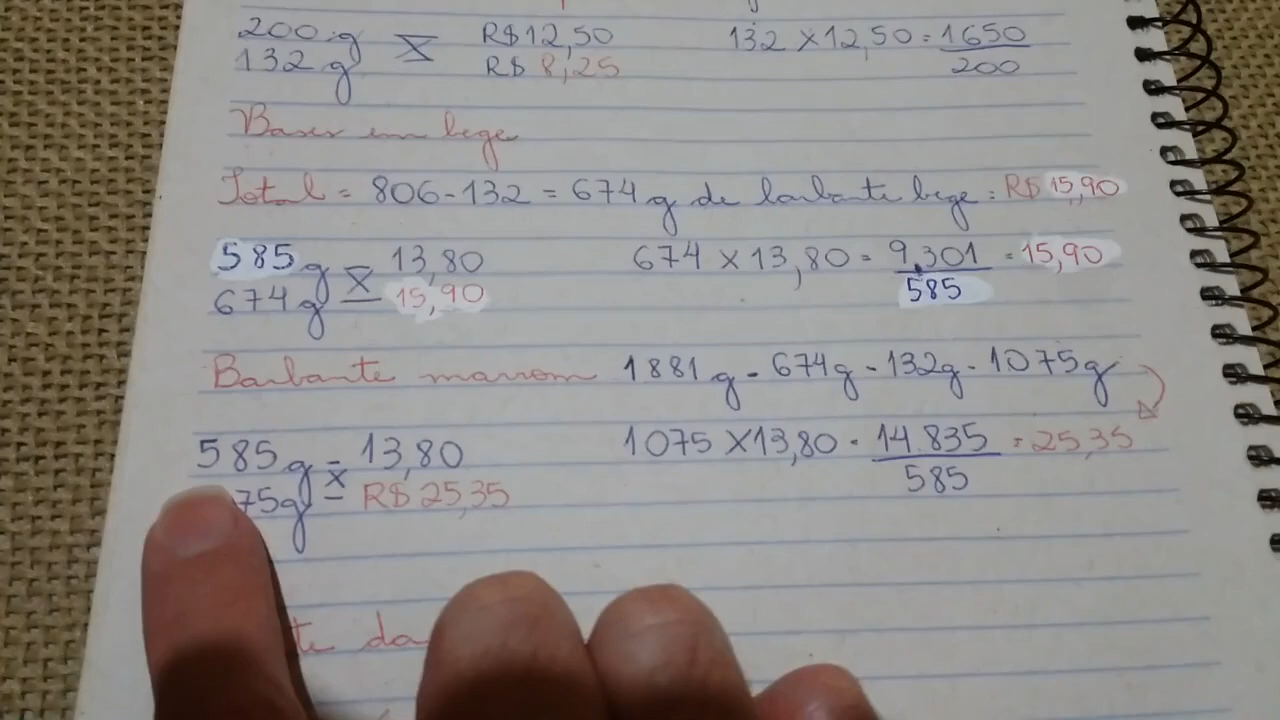 200g X R$12,50 132 X 12,50 = 1650
132g R$ 8,25 200
Bases em bege
Total = 806-132 = 674g de barbante bege = R$15,90
585g X 13,80 674 X 13,80 = 9.301 = 15,90
674g 15,90 585
Barbante marrom 1881g - 674g - 132g = 1075g
585g = 13,80 1075 X 13,80 = 14.835 = 25,35
75g X = R$25,35 585
te da